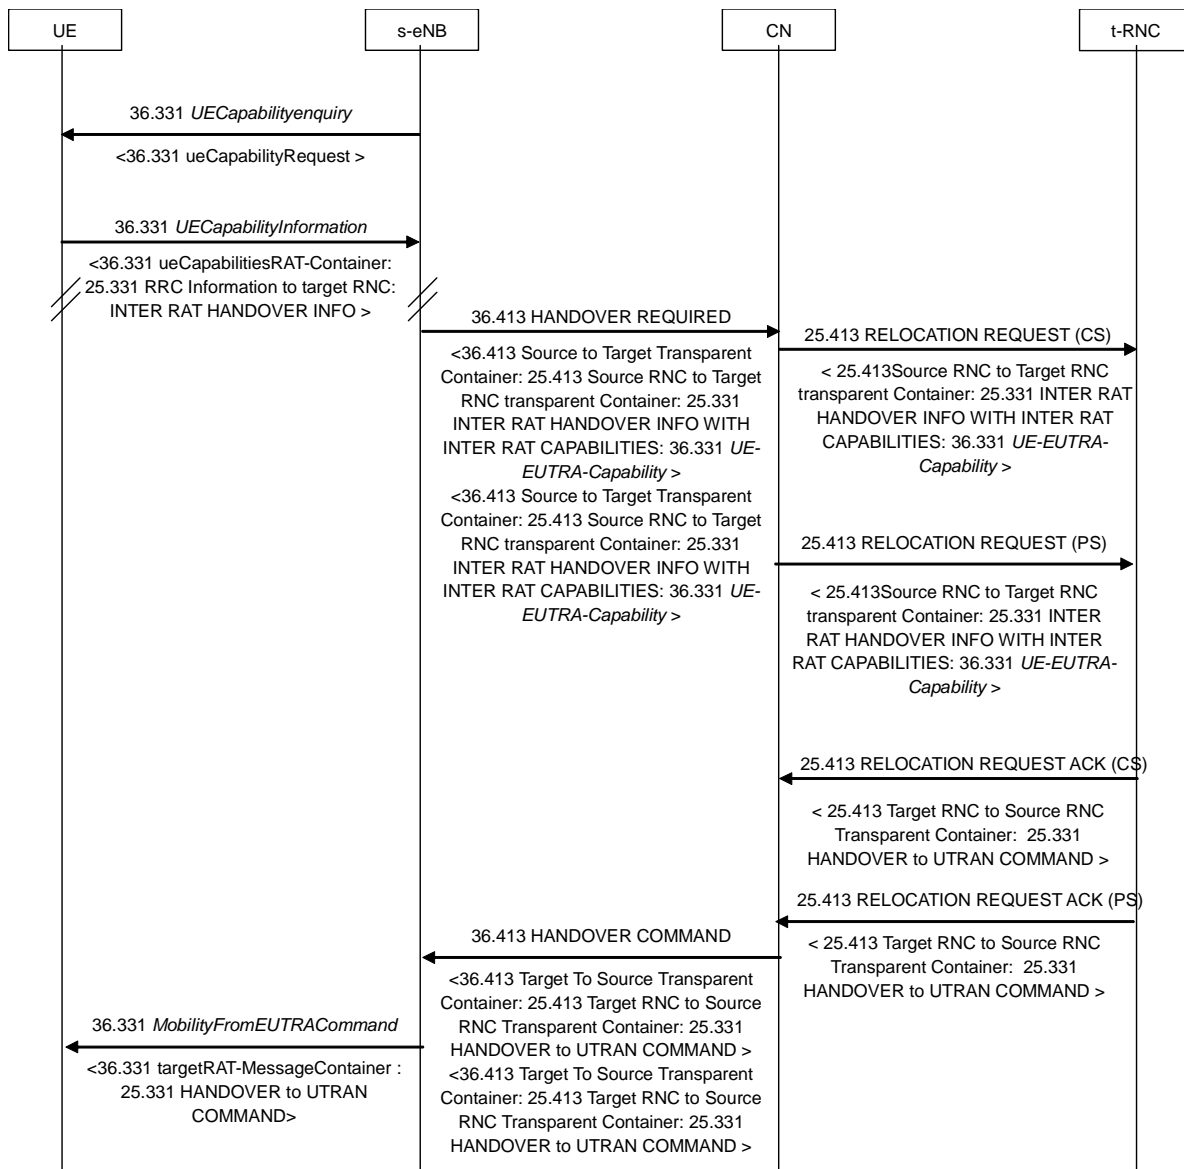 UE
s-eNB
CN
t-RNC
36.331 UECapabilityenquiry
<36.331 ueCapabilityRequest >
36.331 UECapabilityInformation
<36.331 ueCapabilitiesRAT-Container:
25.331 RRC Information to target RNC:
INTER RAT HANDOVER INFO >
36.413 HANDOVER REQUIRED
<36.413 Source to Target Transparent
Container: 25.413 Source RNC to Target
RNC transparent Container: 25.331
INTER RAT HANDOVER INFO WITH
INTER RAT CAPABILITIES: 36.331 UE-
EUTRA-Capability >
<36.413 Source to Target Transparent
Container: 25.413 Source RNC to Target
RNC transparent Container: 25.331
INTER RAT HANDOVER INFO WITH
INTER RAT CAPABILITIES: 36.331 UE-
EUTRA-Capability >
25.413 RELOCATION REQUEST (CS)
< 25.413Source RNC to Target RNC
transparent Container: 25.331 INTER RAT
HANDOVER INFO WITH INTER RAT
CAPABILITIES: 36.331 UE-EUTRA-
Capability >
25.413 RELOCATION REQUEST (PS)
< 25.413Source RNC to Target RNC
transparent Container: 25.331 INTER
RAT HANDOVER INFO WITH INTER
RAT CAPABILITIES: 36.331 UE-EUTRA-
Capability >
25.413 RELOCATION REQUEST ACK (CS)
< 25.413 Target RNC to Source RNC
Transparent Container: 25.331
HANDOVER to UTRAN COMMAND >
25.413 RELOCATION REQUEST ACK (PS)
< 25.413 Target RNC to Source RNC
Transparent Container: 25.331
HANDOVER to UTRAN COMMAND >
36.413 HANDOVER COMMAND
<36.413 Target To Source Transparent
Container: 25.413 Target RNC to Source
RNC Transparent Container: 25.331
HANDOVER to UTRAN COMMAND >
<36.413 Target To Source Transparent
Container: 25.413 Target RNC to Source
RNC Transparent Container: 25.331
HANDOVER to UTRAN COMMAND >
36.331 MobilityFromEUTRACommand
<36.331 targetRAT-MessageContainer :
25.331 HANDOVER to UTRAN
COMMAND>